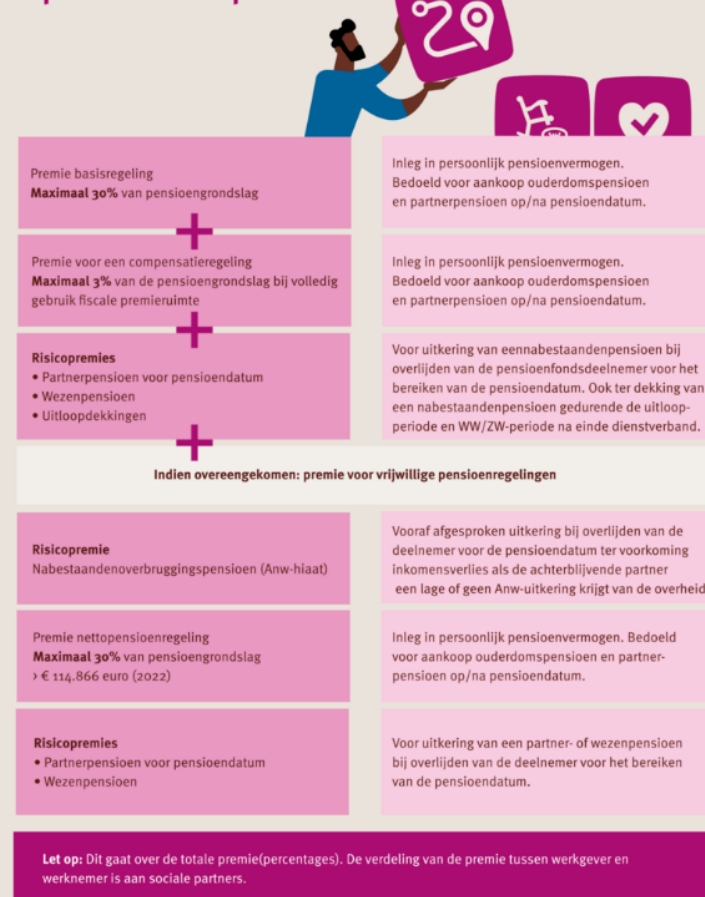 Premie basisregeling
Maximaal 30% van pensioengrondslag
Inleg in persoonlijk pensioenvermogen.
Bedoeld voor aankoop ouderdomspensioen
en partnerpensioen op/na pensioendatum.
+
Premie voor een compensatieregeling
Maximaal 3% van de pensioengrondslag bij volledig
gebruik fiscale premieruimte
Inleg in persoonlijk pensioenvermogen.
Bedoeld voor aankoop ouderdomspensioen
en partnerpensioen op/na pensioendatum.
+
Risicopremies
• Partnerpensioen voor pensioendatum
• Wezenpensioen
• Uitloopdekkingen
Voor uitkering van eennabestaandenpensioen bij
overlijden van de pensioenfondsdeelnemer voor het
bereiken van de pensioendatum. Ook ter dekking van
een nabestaandenpensioen gedurende de uitloop-
periode en WW/ZW-periode na einde dienstverband.
+
Indien overeengekomen: premie voor vrijwillige pensioenregelingen
Risicopremie
Nabestaandenoverbruggingspensioen (Anw-hiaat)
Vooraf afgesproken uitkering bij overlijden van de
deelnemer voor de pensioendatum ter voorkoming
inkomensverlies als de achterblijvende partner
een lage of geen Anw-uitkering krijgt van de overheid
Premie nettopensioenregeling
Maximaal 30% van pensioengrondslag
> € 114.866 euro (2022)
Inleg in persoonlijk pensioenvermogen. Bedoeld
voor aankoop ouderdomspensioen en partner-
pensioen op/na pensioendatum.
Risicopremies
• Partnerpensioen voor pensioendatum
• Wezenpensioen
Voor uitkering van een partner- of wezenpensioen
bij overlijden van de deelnemer voor het bereiken
van de pensioendatum.
Let op: Dit gaat over de totale premie(percentages). De verdeling van de premie tussen werkgever en
werknemer is aan sociale partners.